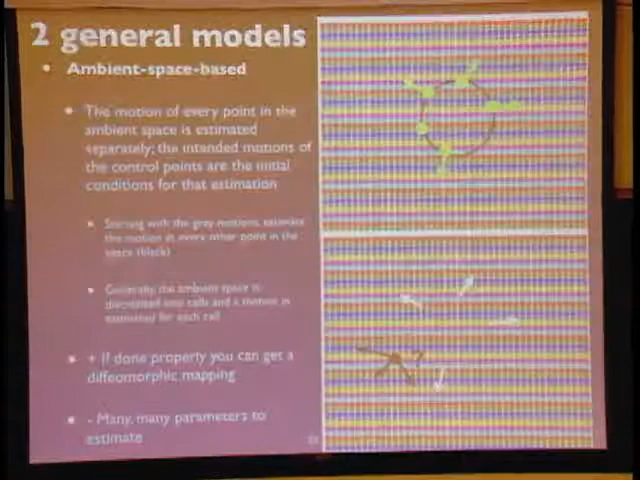 2 general models
Ambient-space-based
The motion of every point in the
ambient space is estimated
separately; the intended motions of
the control points are the initial
conditions for that estimation
Starting with the grey motions, estimate
the motion at every other point in the
space (black)
Generally, the ambient space is
discretized into cells and a motion is
estimated for each cell
+ If done properly you can get a
diffeomorphic mapping
- Many, many parameters to
estimate
?